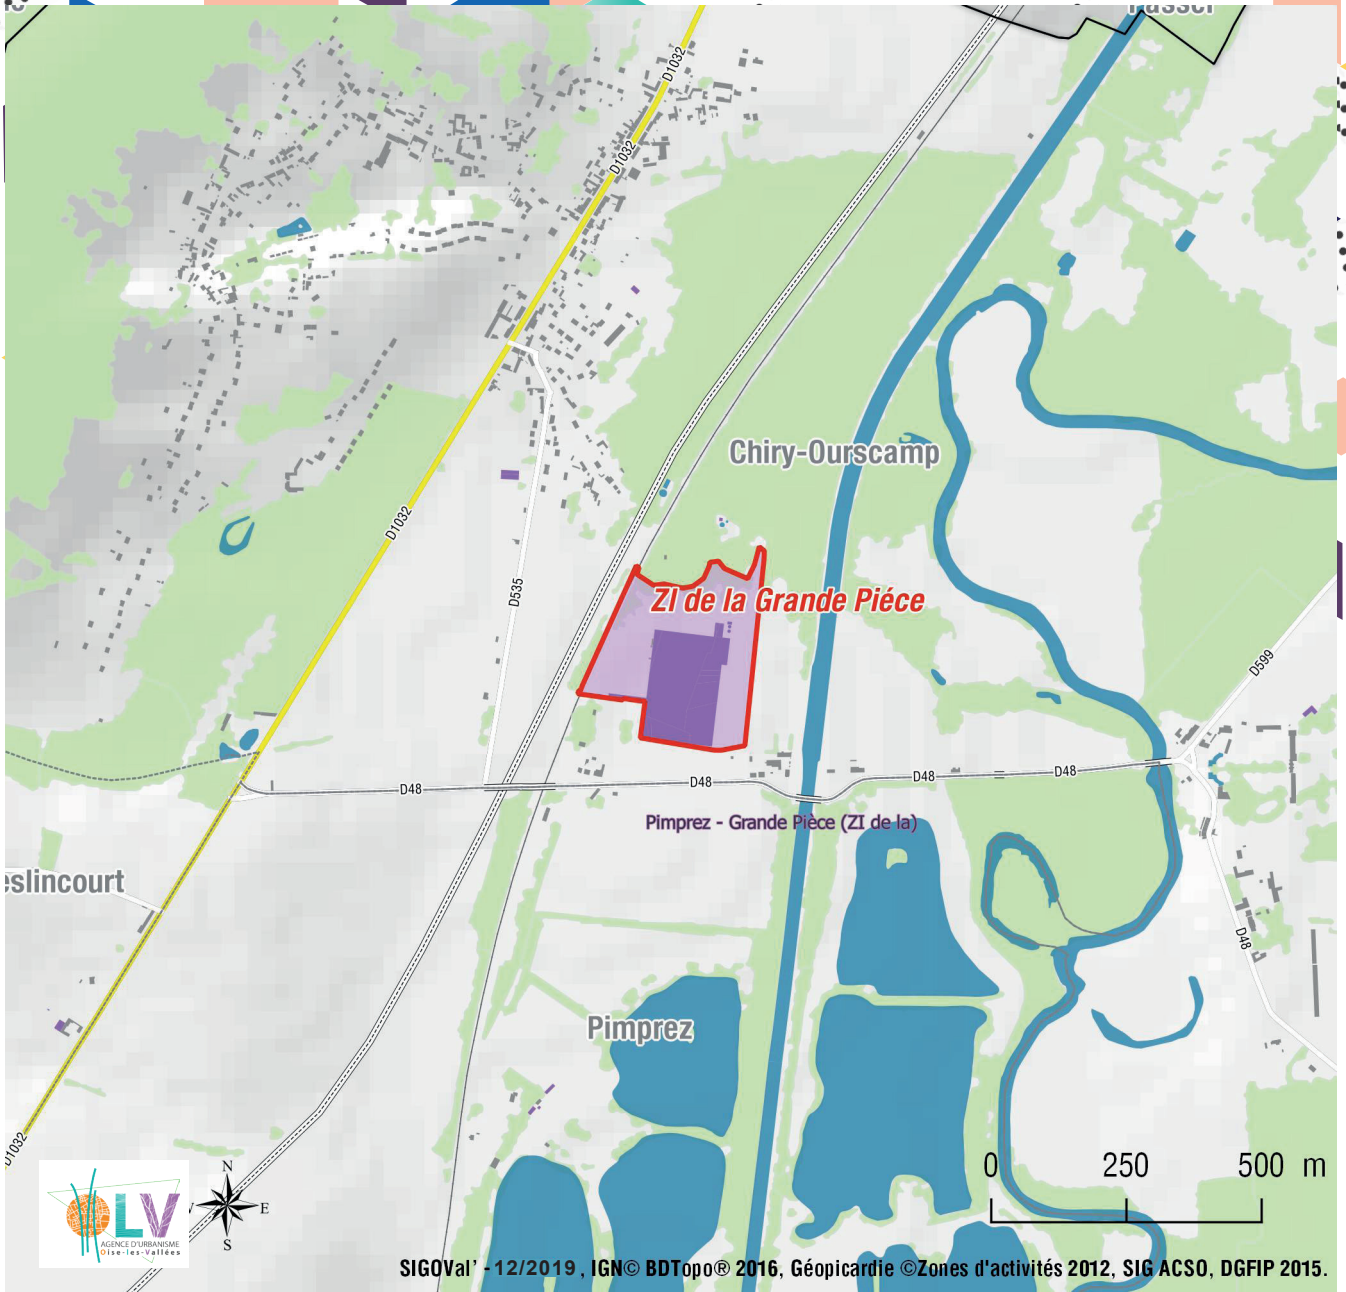 Passel
D1032
D1032
Chiry-Ourscamp
D1032
D535
ZI de la Grande Piéce
D599
D48
D48
D48
D48
Pimprez - Grande Pièce (ZI de la)
eslincourt
D48
Pimprez
D1032
0 250 500 m
N
E
S
LV
AGENCE D'URBANISME
Oise-les-Vallées
SIGOVal' -12/2019, IGN© BDTopo® 2016, Géopicardie ©Zones d'activités 2012, SIG ACSO, DGFIP 2015.